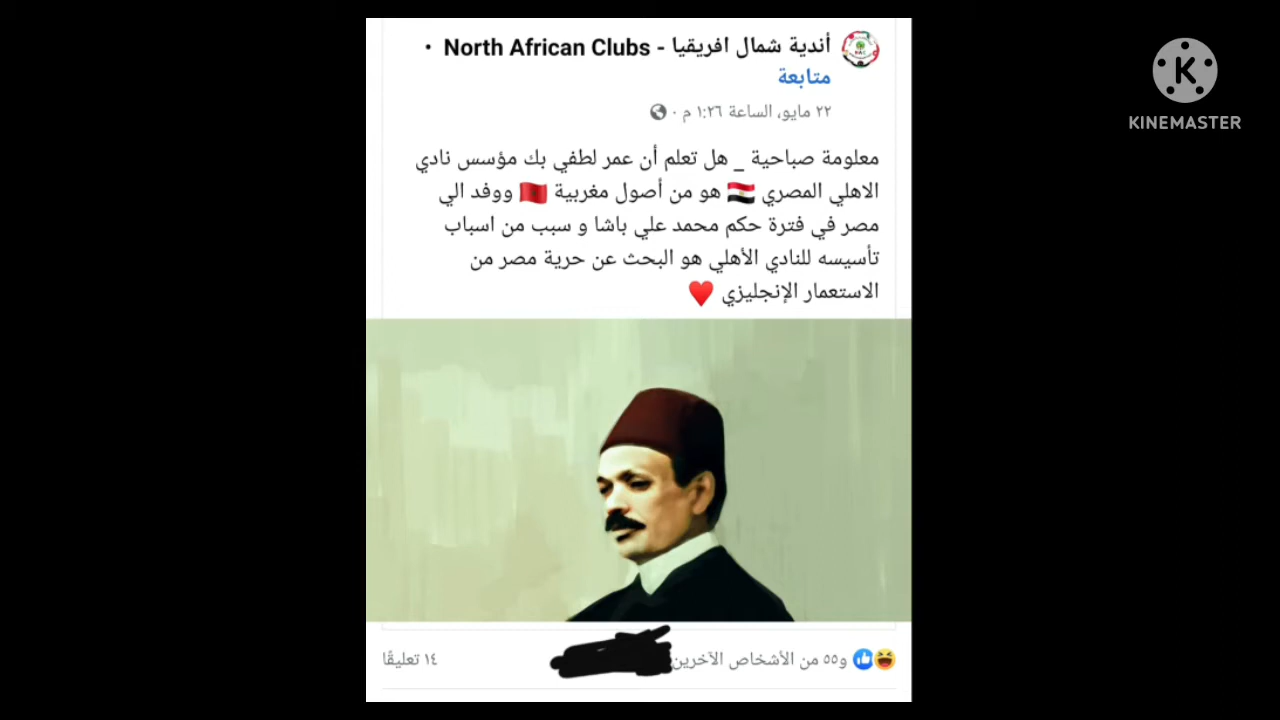 أندية شمال افريقيا - North African Clubs ·
متابعة
٢٢ مايو، الساعة ١:٢٦ م ·
KINEMASTER
معلومة صباحية _ هل تعلم أن عمر لطفي بك مؤسس نادي
الاهلي المصري 🇪🇬 هو من أصول مغربية 🇲🇦 ووفد الي
مصر في فترة حكم محمد علي باشا و سبب من اسباب
تأسيسه للنادي الأهلي هو البحث عن حرية مصر من
الاستعمار الإنجليزي ♥️
و٥٥ من الأشخاص الآخرين
١٤ تعليقًا